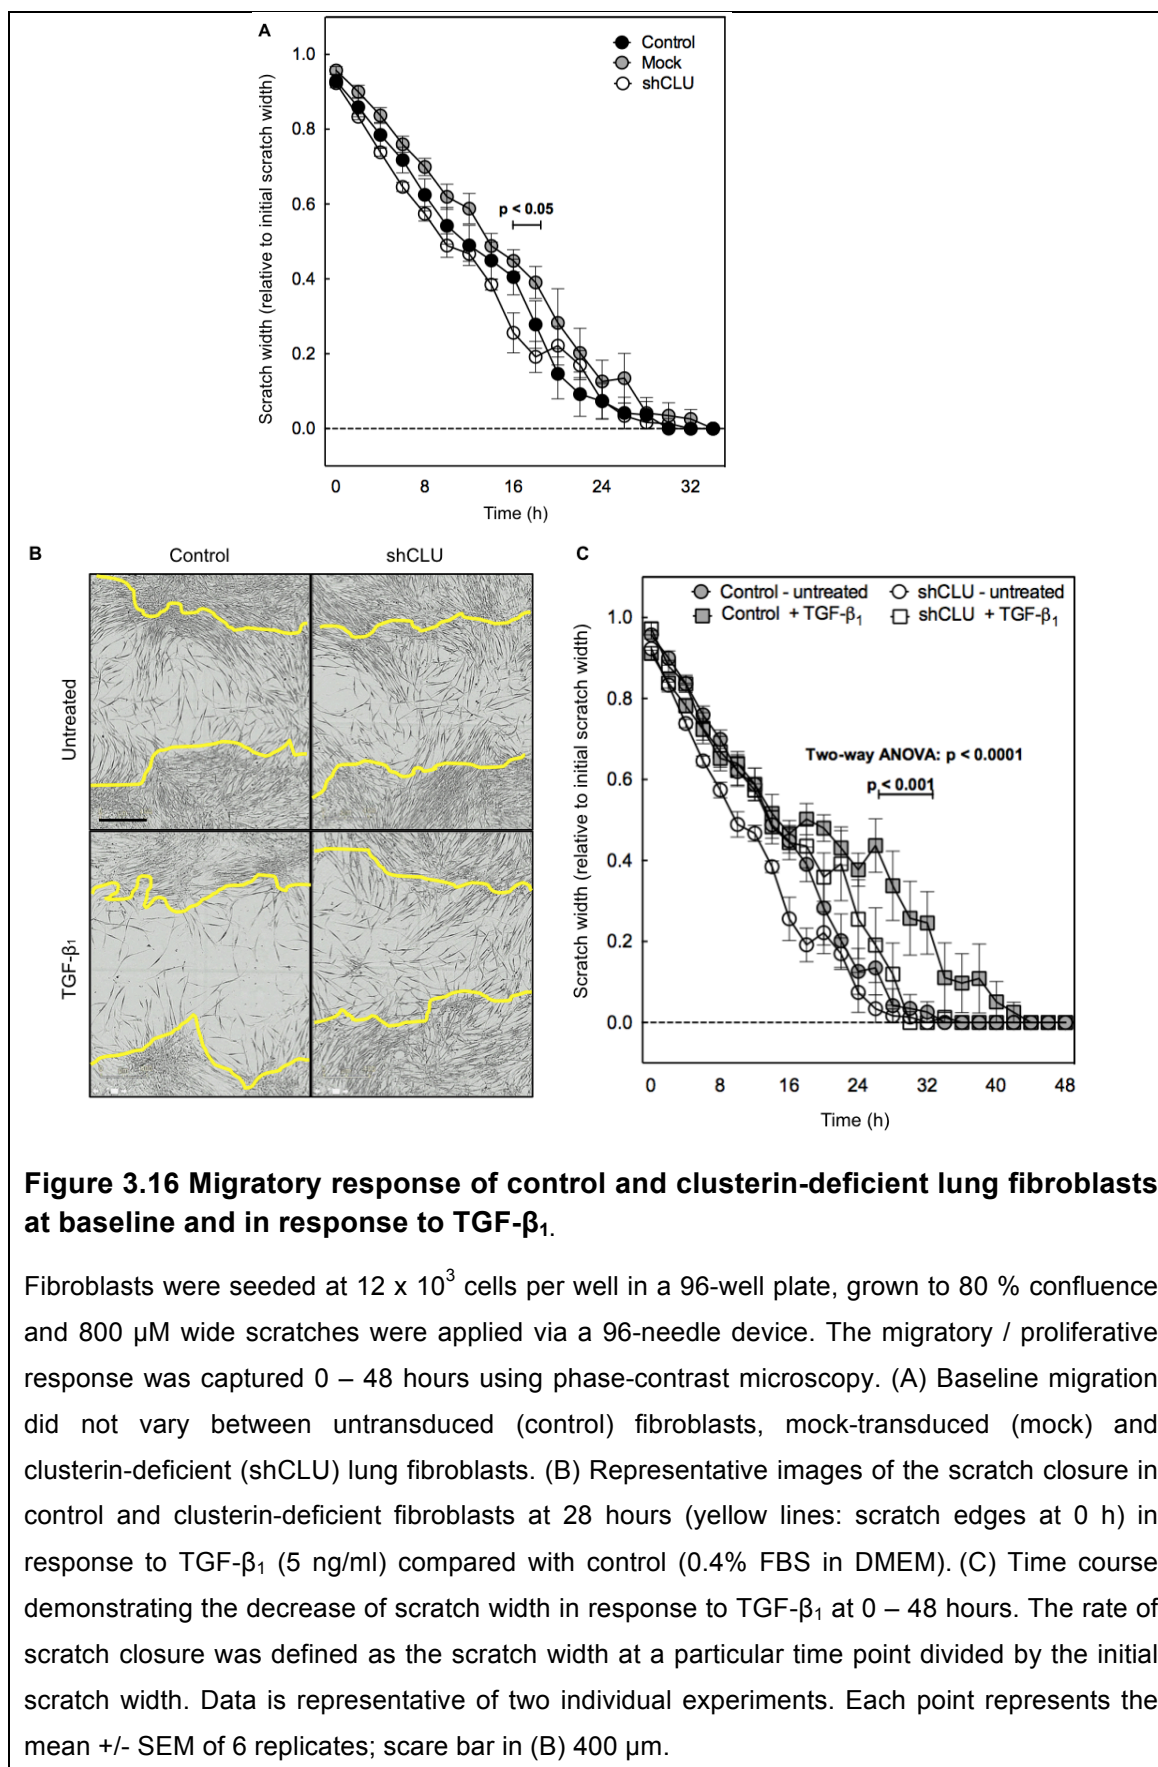 A
Control
Mock
shCLU
1.0
0.8
0.6
0.4
0.2
0.0
p < 0.05
Scratch width (relative to initial scratch width)
0 8 16 24 32
Time (h)
B
Control shCLU
Untreated
TGF-β₁
C
Control - untreated shCLU - untreated
Control + TGF-β₁ shCLU + TGF-β₁
1.0
0.8
0.6
0.4
0.2
0.0
Two-way ANOVA: p < 0.0001
p < 0.001
Scratch width (relative to initial scratch width)
0 8 16 24 32 40 48
Time (h)
Figure 3.16 Migratory response of control and clusterin-deficient lung fibroblasts
at baseline and in response to TGF-β₁.
Fibroblasts were seeded at 12 x 10³ cells per well in a 96-well plate, grown to 80 % confluence
and 800 µM wide scratches were applied via a 96-needle device. The migratory / proliferative
response was captured 0 – 48 hours using phase-contrast microscopy. (A) Baseline migration
did not vary between untransduced (control) fibroblasts, mock-transduced (mock) and
clusterin-deficient (shCLU) lung fibroblasts. (B) Representative images of the scratch closure in
control and clusterin-deficient fibroblasts at 28 hours (yellow lines: scratch edges at 0 h) in
response to TGF-β₁ (5 ng/ml) compared with control (0.4% FBS in DMEM). (C) Time course
demonstrating the decrease of scratch width in response to TGF-β₁ at 0 – 48 hours. The rate of
scratch closure was defined as the scratch width at a particular time point divided by the initial
scratch width. Data is representative of two individual experiments. Each point represents the
mean +/- SEM of 6 replicates; scare bar in (B) 400 µm.